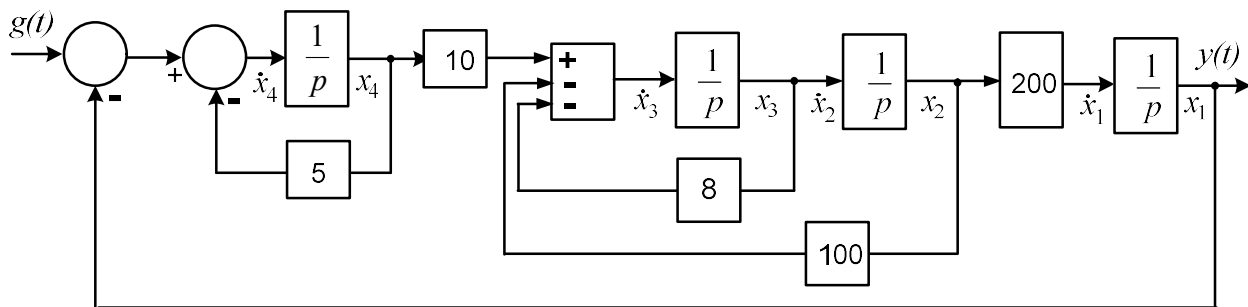 g(t)
+
-
-
ẋ₄
1
p
x₄
10
+
-
-
ẋ₃
1
p
x₃
ẋ₂
1
p
x₂
200
ẋ₁
1
p
x₁
y(t)
5
8
100